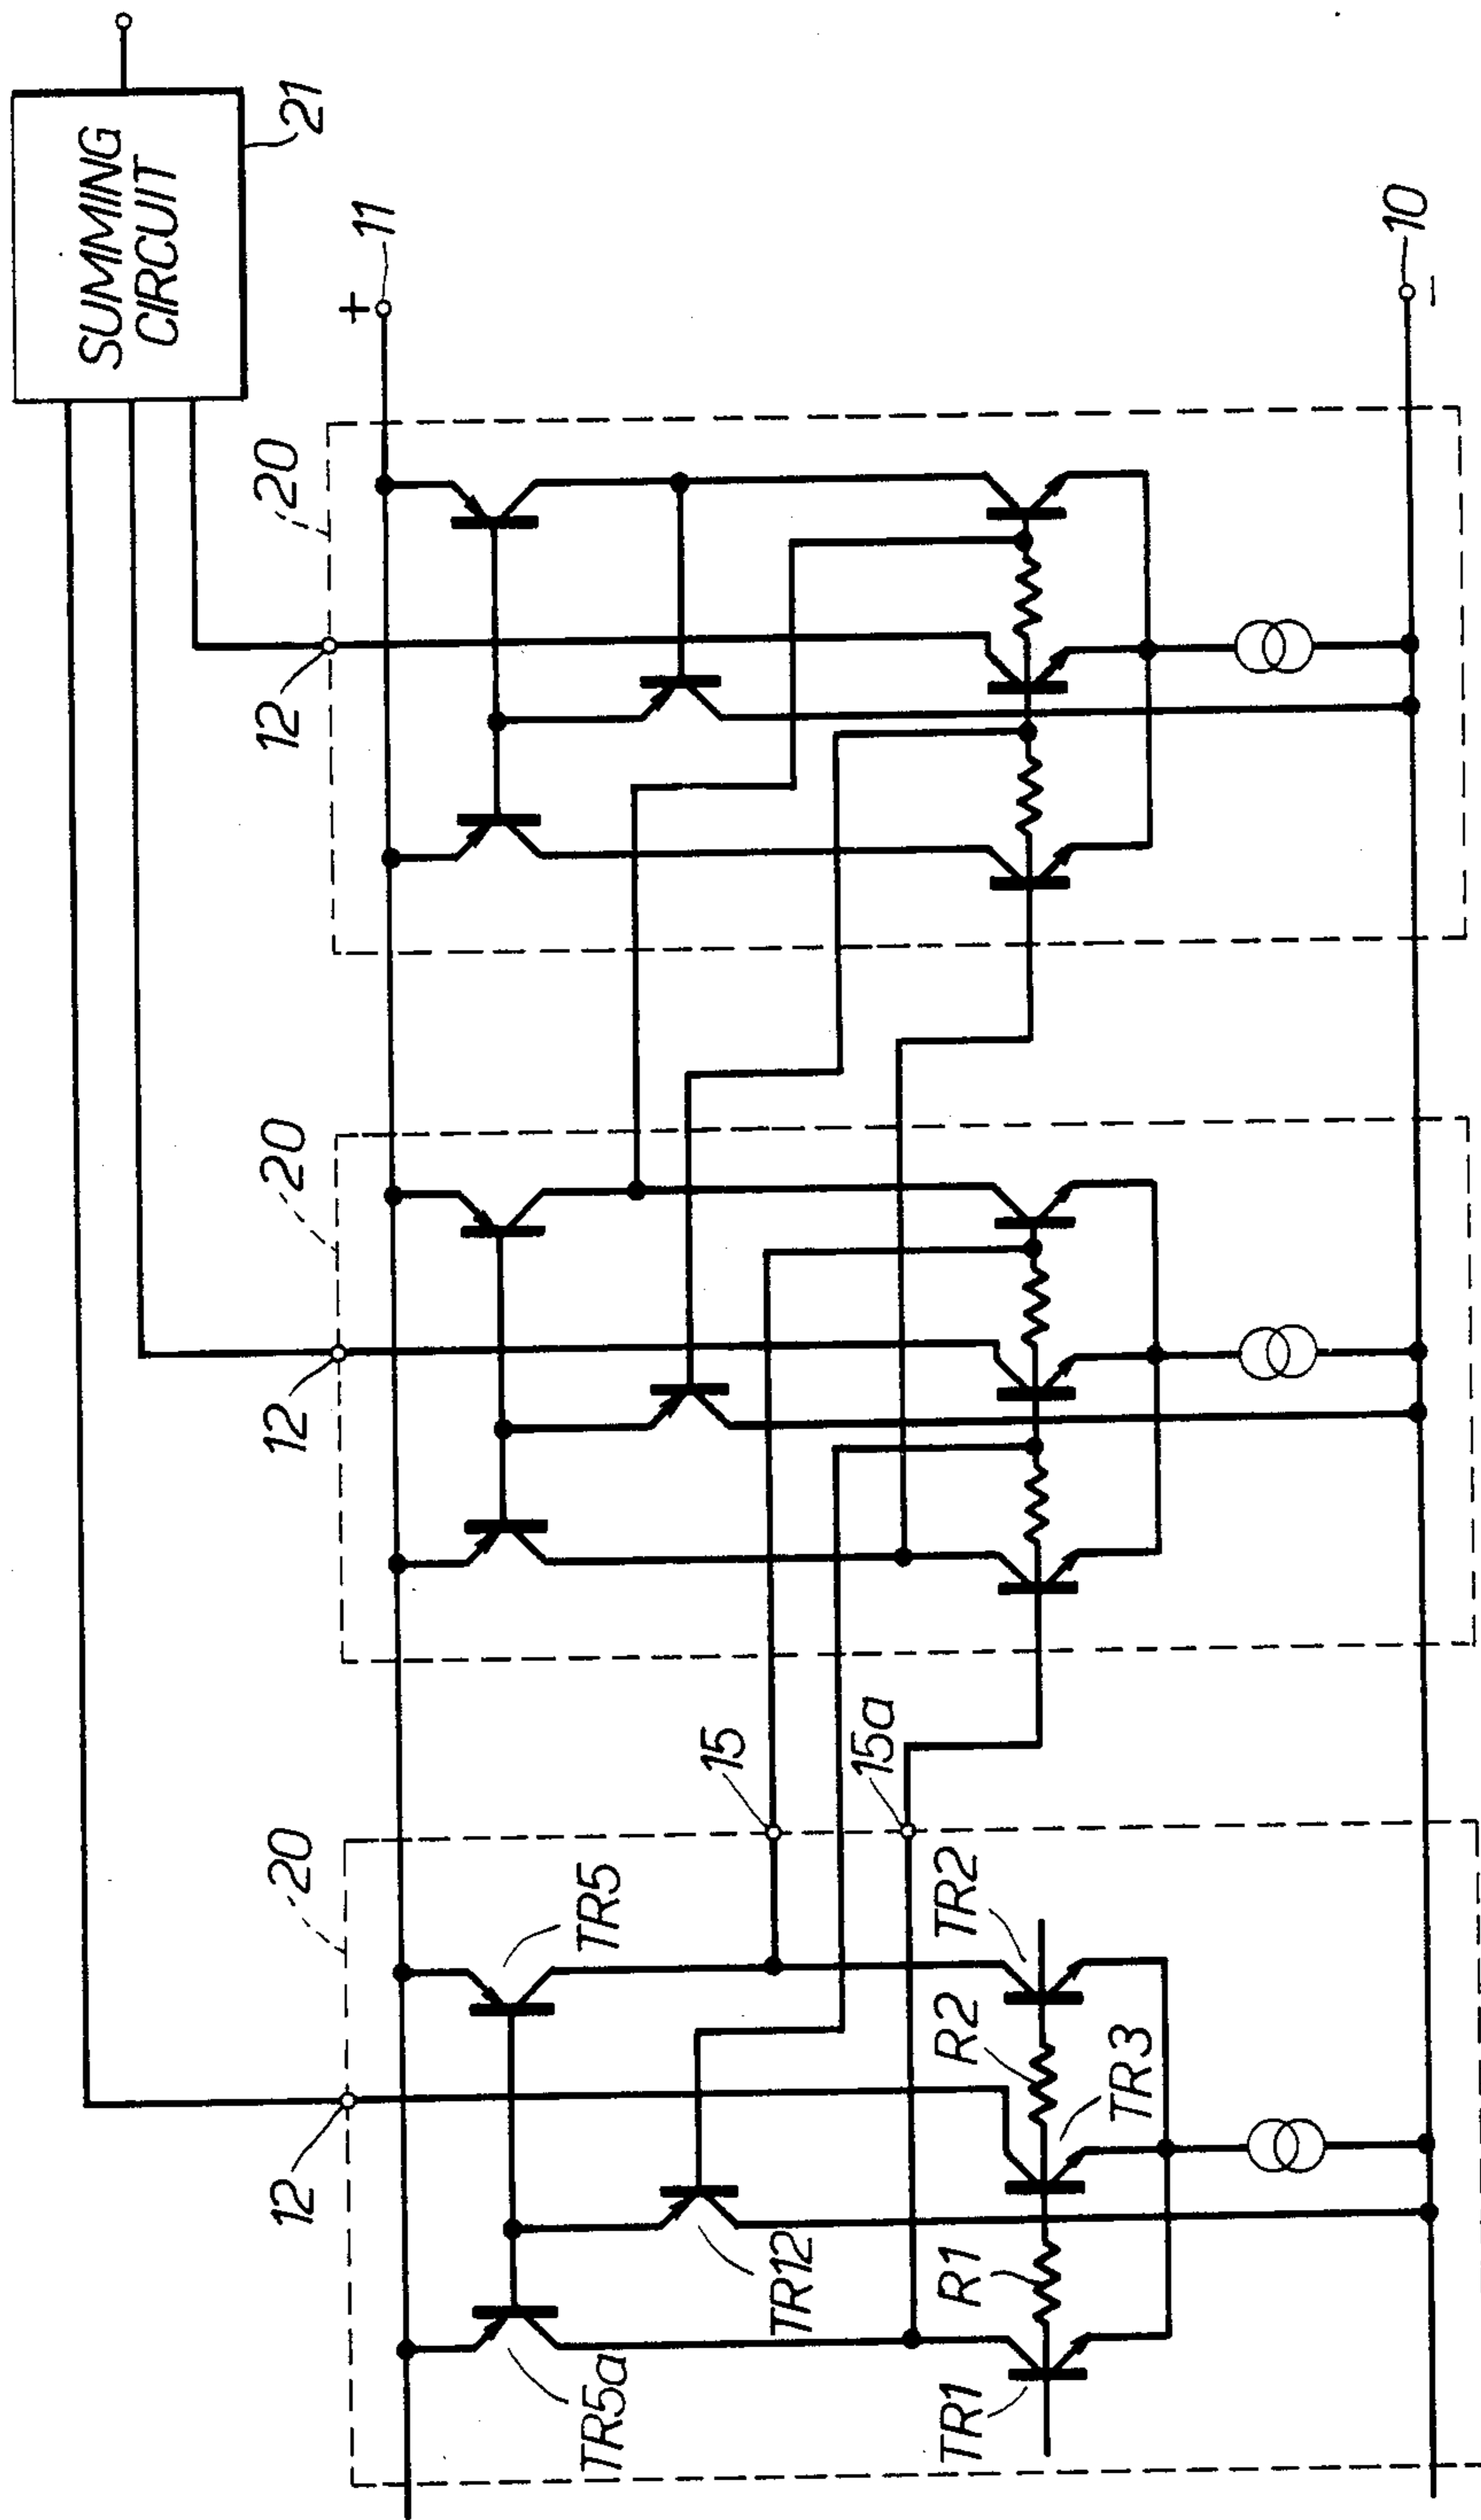 SUMMING
CIRCUIT
21
+
11
10
-
20
12
20
12
15
15a
20
12
TR5
TR2
R2
TR3
TR12
R1
TR5a
TR1